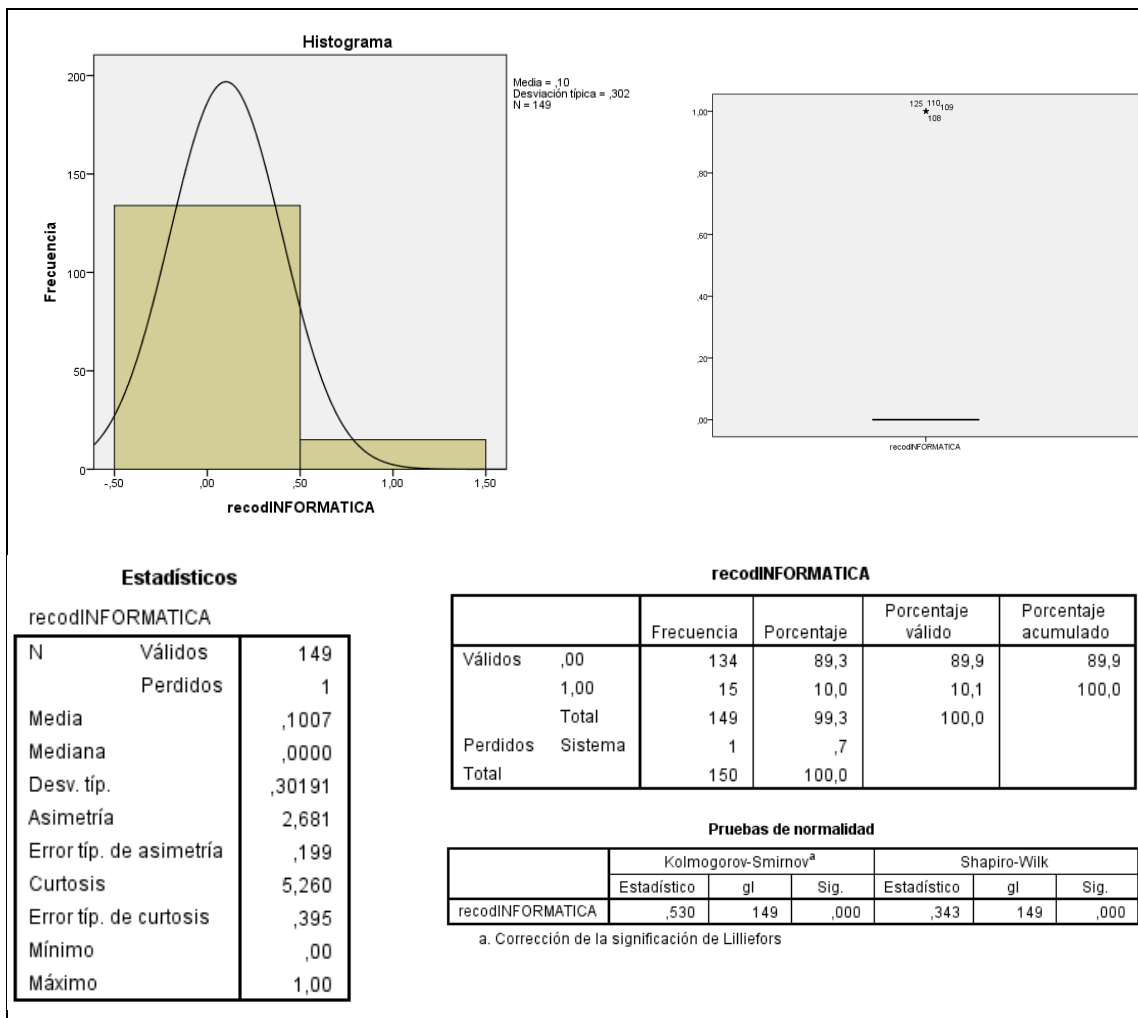 Histograma
Media = ,10
Desviación típica = ,302
N = 149
200
150
100
50
0
Frecuencia
-,50 ,00 ,50 1,00 1,50
recodINFORMATICA
1,00
,80
,60
,40
,20
,00
125 110 109
108
recodINFORMATICA
Estadísticos
recodINFORMATICA
N Válidos 149
Perdidos 1
Media ,1007
Mediana ,0000
Desv. típ. ,30191
Asimetría 2,681
Error típ. de asimetría ,199
Curtosis 5,260
Error típ. de curtosis ,395
Mínimo ,00
Máximo 1,00
recodINFORMATICA
Frecuencia Porcentaje Porcentaje válido Porcentaje acumulado
Válidos ,00 134 89,3 89,9 89,9
1,00 15 10,0 10,1 100,0
Total 149 99,3 100,0
Perdidos Sistema 1 ,7
Total 150 100,0
Pruebas de normalidad
Kolmogorov-Smirnovª Shapiro-Wilk
Estadístico gl Sig. Estadístico gl Sig.
recodINFORMATICA ,530 149 ,000 ,343 149 ,000
a. Corrección de la significación de Lilliefors